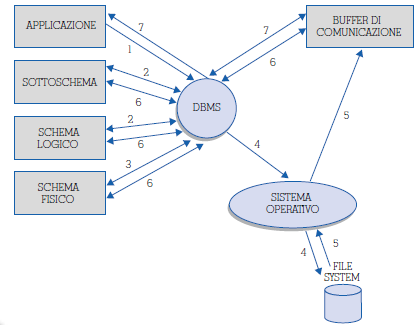 APPLICAZIONE
7
1
7
6
BUFFER DI
COMUNICAZIONE
SOTTOSCHEMA
2
6
DBMS
SCHEMA
LOGICO
2
6
4
5
SCHEMA
FISICO
3
6
SISTEMA
OPERATIVO
4
5
FILE
SYSTEM